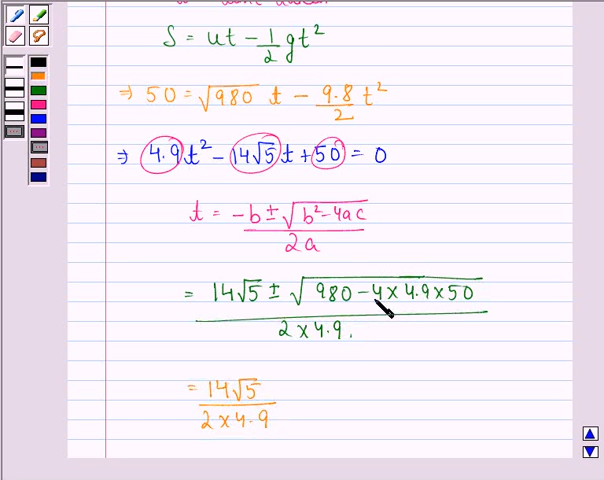 S = ut - 1/2 gt²
⇒ 50 = √980 t - 9.8/2 t²
⇒ 4.9t² - 14√5 t + 50 = 0
t = -b ± √b² - 4ac / 2a
= 14√5 ± √980 - 4 × 4.9 × 50 / 2 × 4.9.
= 14√5 / 2 × 4.9